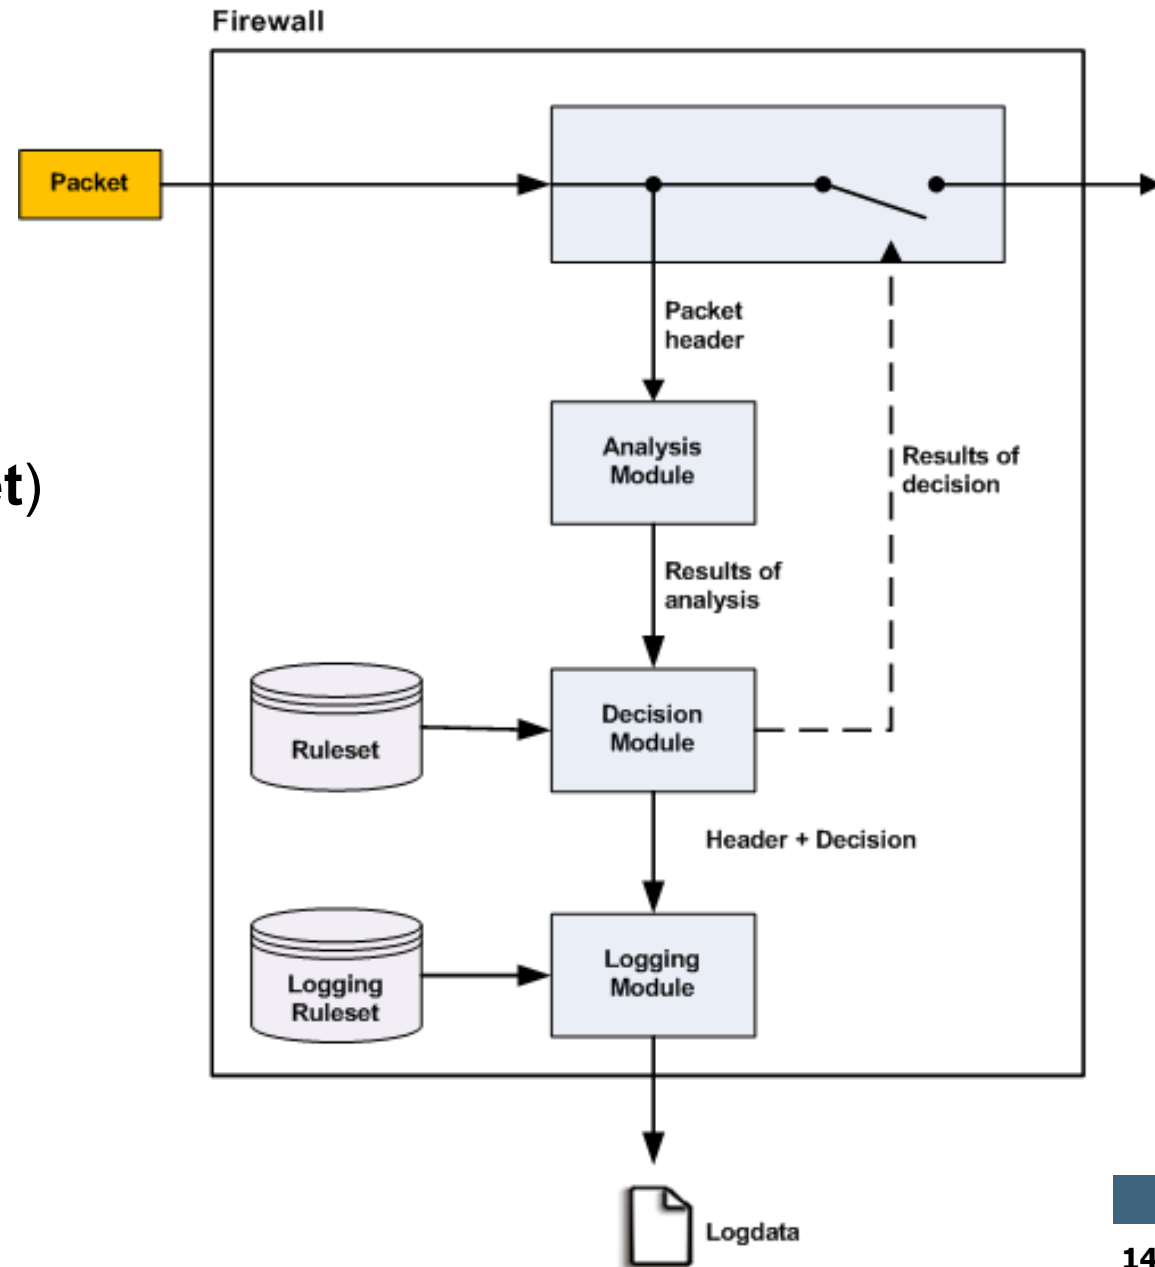 Firewall
Packet
Packet
header
Analysis
Module
et)
Results of
decision
Results of
analysis
Ruleset
Decision
Module
Header + Decision
Logging
Ruleset
Logging
Module
Logdata
14